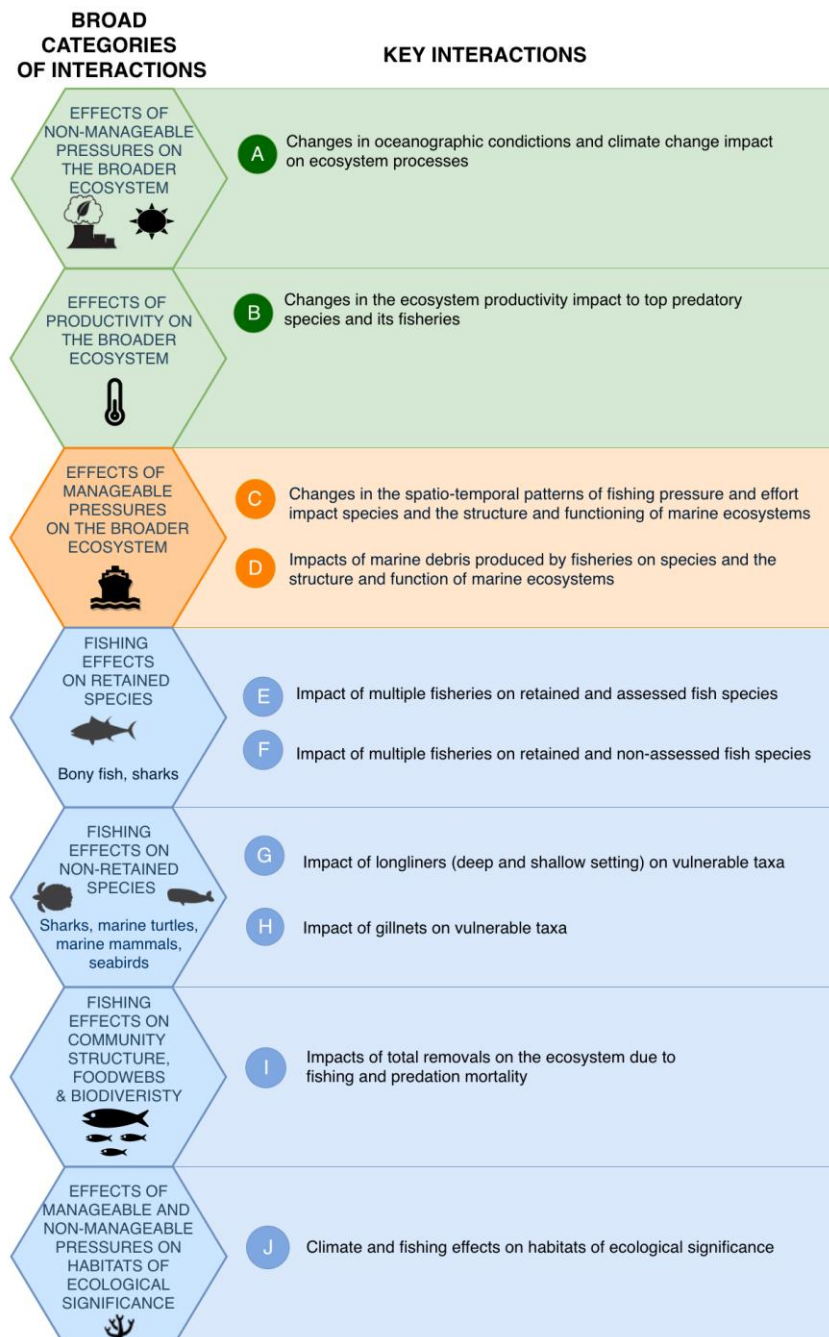 BROAD
CATEGORIES
OF INTERACTIONS
KEY INTERACTIONS
EFFECTS OF
NON-MANAGEABLE
PRESSURES ON
THE BROADER
ECOSYSTEM
A
Changes in oceanographic conditions and climate change impact
on ecosystem processes
EFFECTS OF
PRODUCTIVITY ON
THE BROADER
ECOSYSTEM
B
Changes in the ecosystem productivity impact to top predatory
species and its fisheries
EFFECTS OF
MANAGEABLE
PRESSURES
ON THE BROADER
ECOSYSTEM
C
Changes in the spatio-temporal patterns of fishing pressure and effort
impact species and the structure and functioning of marine ecosystems
D
Impacts of marine debris produced by fisheries on species and the
structure and function of marine ecosystems
FISHING
EFFECTS
ON RETAINED
SPECIES
Bony fish, sharks
E
Impact of multiple fisheries on retained and assessed fish species
F
Impact of multiple fisheries on retained and non-assessed fish species
FISHING
EFFECTS ON
NON-RETAINED
SPECIES
Sharks, marine turtles,
marine mammals,
seabirds
G
Impact of longliners (deep and shallow setting) on vulnerable taxa
H
Impact of gillnets on vulnerable taxa
FISHING
EFFECTS ON
COMMUNITY
STRUCTURE,
FOODWEBS
& BIODIVERISTY
I
Impacts of total removals on the ecosystem due to
fishing and predation mortality
EFFECTS OF
MANAGEABLE AND
NON-MANAGEABLE
PRESSURES ON
HABITATS OF
ECOLOGICAL
SIGNIFICANCE
J
Climate and fishing effects on habitats of ecological significance